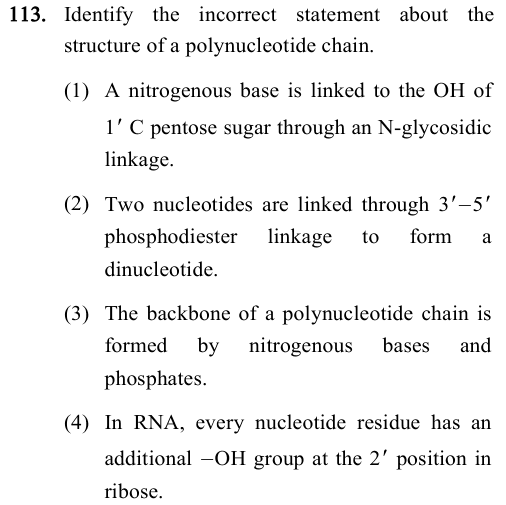 113. Identify the incorrect statement about the
structure of a polynucleotide chain.
(1) A nitrogenous base is linked to the OH of
1′ C pentose sugar through an N-glycosidic
linkage.
(2) Two nucleotides are linked through 3′–5′
phosphodiester linkage to form a
dinucleotide.
(3) The backbone of a polynucleotide chain is
formed by nitrogenous bases and
phosphates.
(4) In RNA, every nucleotide residue has an
additional –OH group at the 2′ position in
ribose.